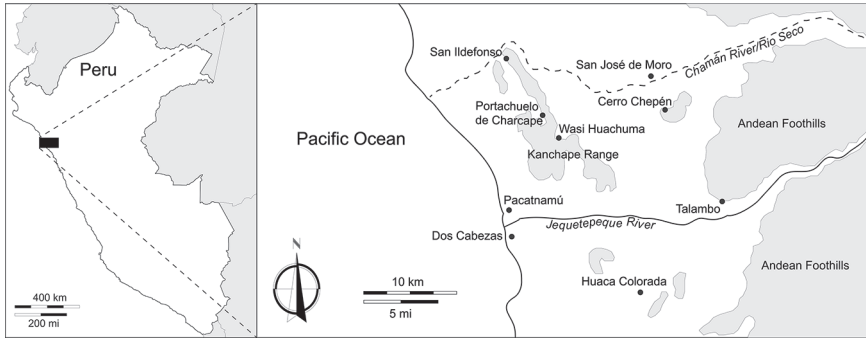 Peru
400 km
200 mi
Pacific Ocean
San Ildefonso
San José de Moro
Chamán River/Rio Seco
Cerro Chepén
Portachuelo
de Charcape
Wasi Huachuma
Kanchape Range
Andean Foothills
Pacatnamú
Talambo
Jequetepeque River
Dos Cabezas
Andean Foothills
N
10 km
5 mi
Huaca Colorada